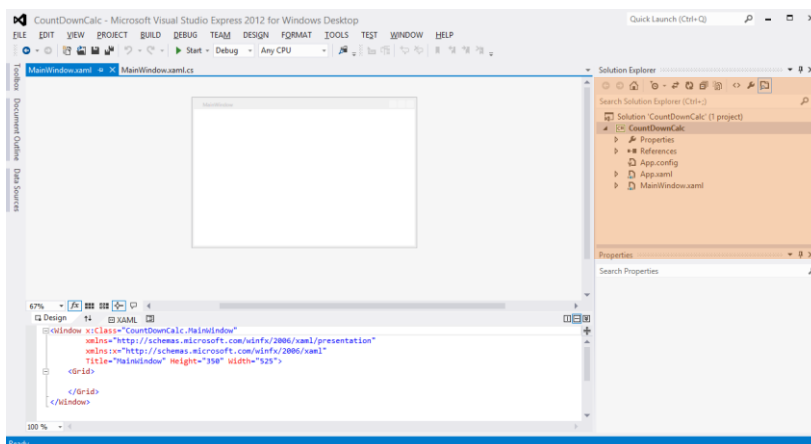 CountDownCalc - Microsoft Visual Studio Express 2012 for Windows Desktop
Quick Launch (Ctrl+Q)
FILE EDIT VIEW PROJECT BUILD DEBUG TEAM DESIGN FORMAT TOOLS TEST WINDOW HELP
Start Debug Any CPU
Toolbox
Document Outline
Data Sources
MainWindow.xaml MainWindow.xaml.cs
MainWindow
67%
Design XAML
<Window x:Class="CountDownCalc.MainWindow"
xmlns="http://schemas.microsoft.com/winfx/2006/xaml/presentation"
xmlns:x="http://schemas.microsoft.com/winfx/2006/xaml"
Title="MainWindow" Height="350" Width="525">
<Grid>
</Grid>
</Window>
100 %
Solution Explorer
Search Solution Explorer (Ctrl+;)
Solution 'CountDownCalc' (1 project)
CountDownCalc
Properties
References
App.config
App.xaml
MainWindow.xaml
Properties
Search Properties
Ready